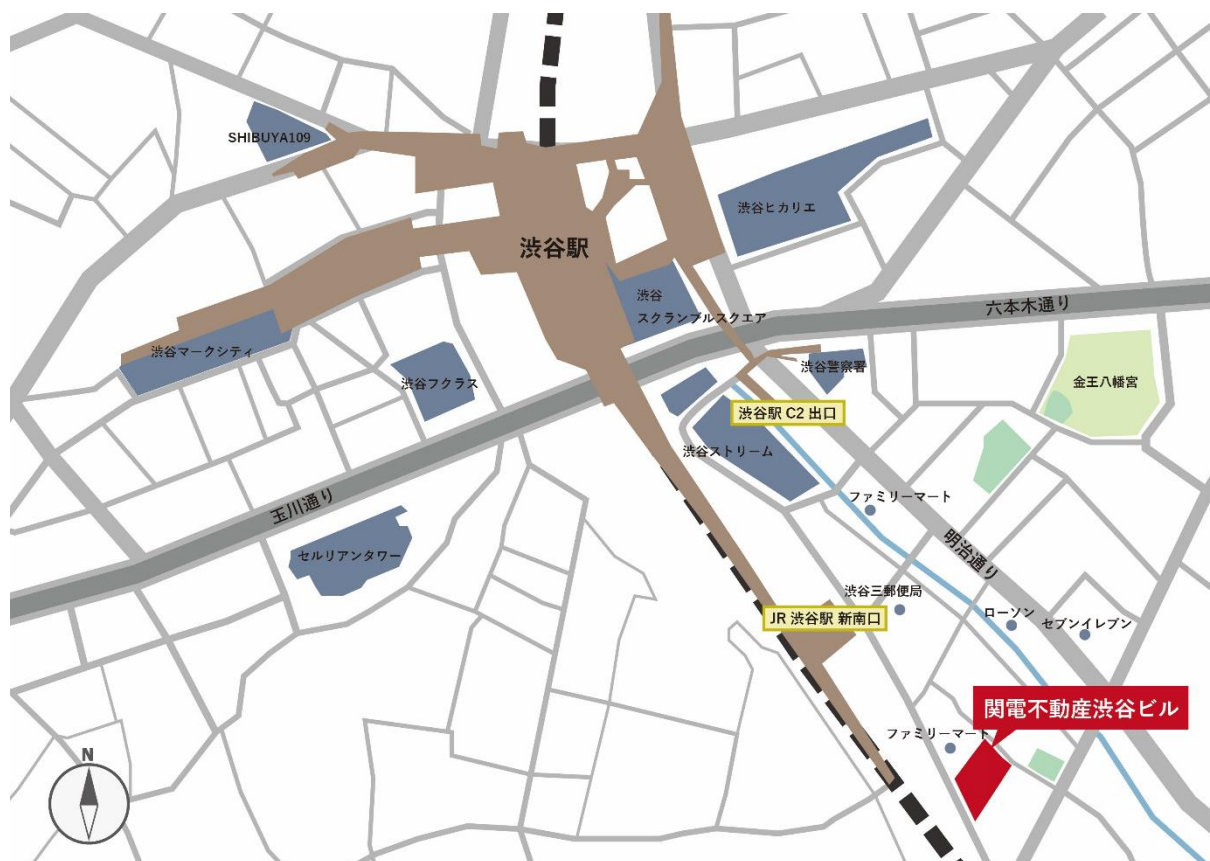 SHIBUYA109
渋谷ヒカリエ
渋谷駅
渋谷
スクランブルスクエア
六本木通り
渋谷マークシティ
渋谷フクラス
渋谷警察署
金王八幡宮
渋谷駅 C2 出口
渋谷ストリーム
玉川通り
ファミリーマート
セルリアンタワー
明治通り
渋谷三郵便局
JR 渋谷駅 新南口
ローソン
セブンイレブン
関電不動産渋谷ビル
ファミリーマート
N